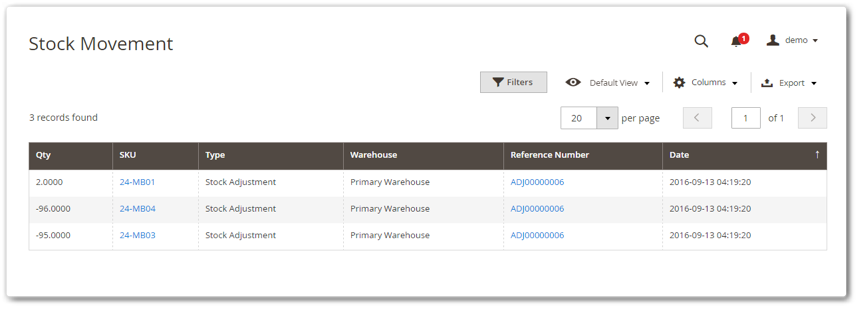 Stock Movement
1
demo
Filters
Default View
Columns
Export
3 records found
20
per page
1
of 1
Qty SKU Type Warehouse Reference Number Date
2.0000 24-MB01 Stock Adjustment Primary Warehouse ADJ00000006 2016-09-13 04:19:20
-96.0000 24-MB04 Stock Adjustment Primary Warehouse ADJ00000006 2016-09-13 04:19:20
-95.0000 24-MB03 Stock Adjustment Primary Warehouse ADJ00000006 2016-09-13 04:19:20